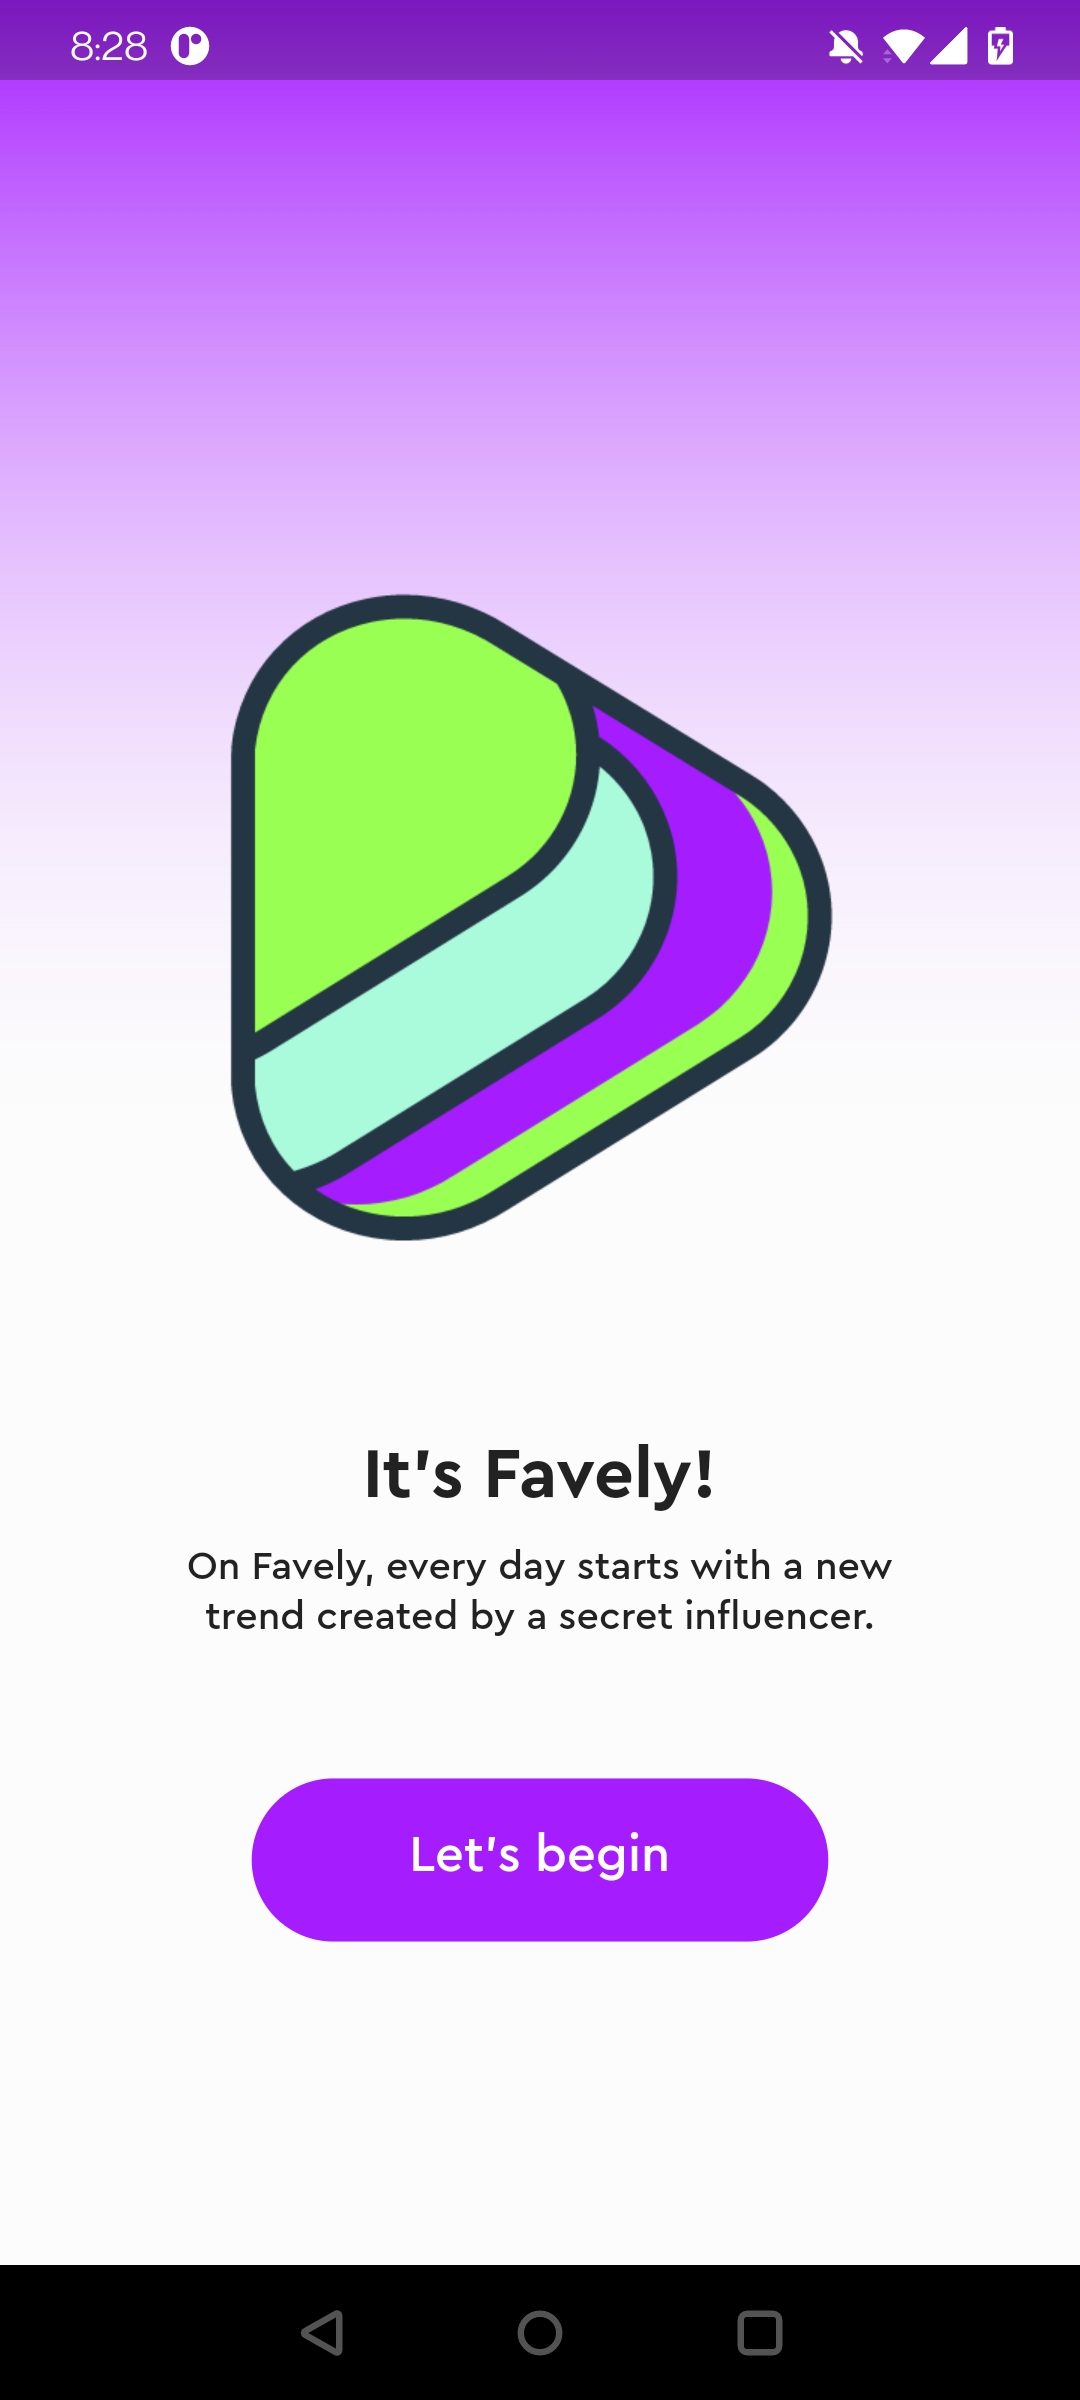 8:28
It's Favely!
On Favely, every day starts with a new
trend created by a secret influencer.
Let's begin